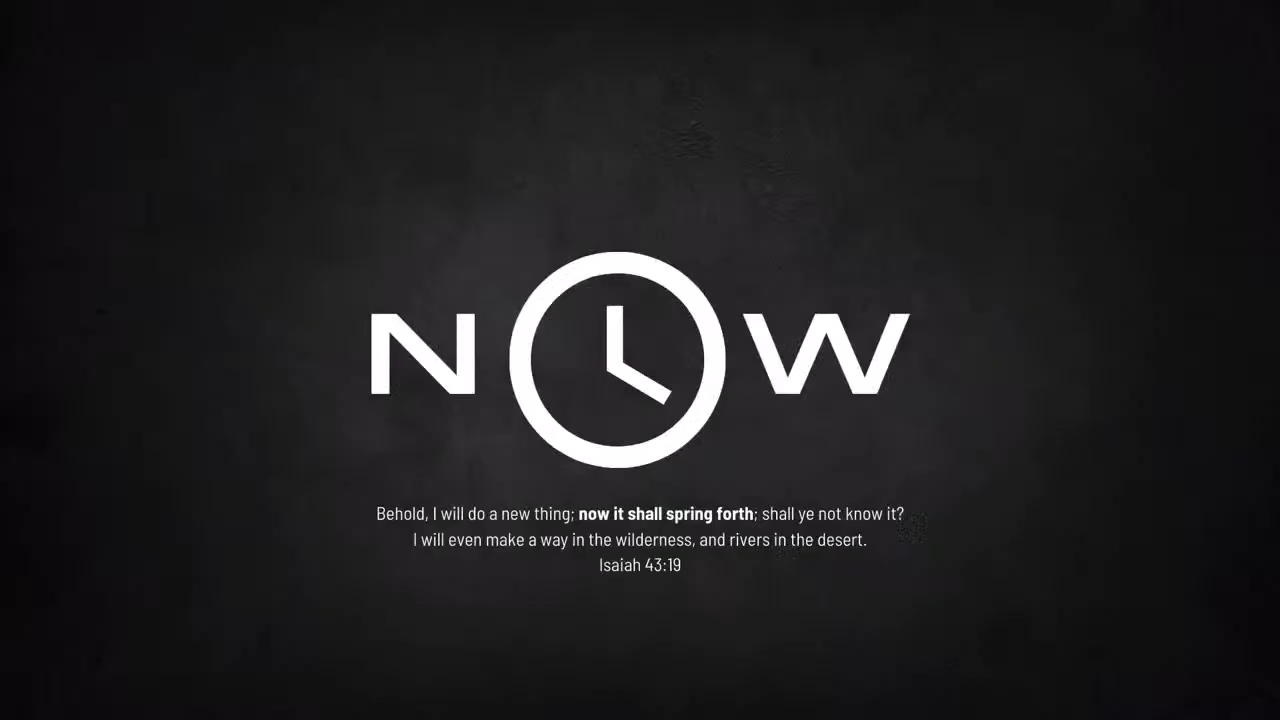 NOW
Behold, I will do a new thing; now it shall spring forth; shall ye not know it?
I will even make a way in the wilderness, and rivers in the desert.
Isaiah 43:19